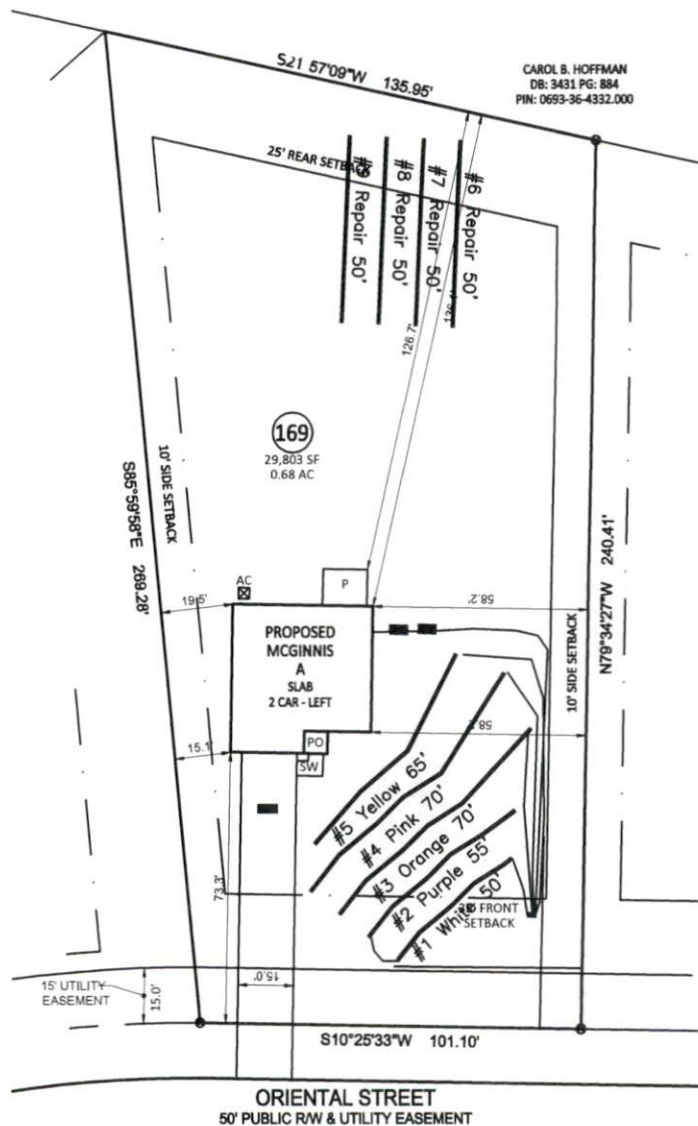 S21 57'09"W 135.95'
CAROL B. HOFFMAN
DB: 3431 PG: 884
PIN: 0693-36-4332.000
25' REAR SETBACK
Repair 50'
#8 Repair 50'
#7 Repair 50'
#6 Repair 50'
126.7'
169
29,803 SF
0.68 AC
10' SIDE SETBACK
S85°59'58"E 269.28'
N79°34'27"W 240.41'
10' SIDE SETBACK
AC
P
19.5'
58.2'
PROPOSED
MCGINNIS
A
SLAB
2 CAR - LEFT
PO
SW
15.1'
73.3'
#5 Yellow 65'
#4 Pink 70'
#3 Orange 70'
#2 Purple 55'
#1 White 50'
FRONT
SETBACK
15' UTILITY
EASEMENT
15.0'
15.0'
S10°25'33"W 101.10'
ORIENTAL STREET
50' PUBLIC R/W & UTILITY EASEMENT